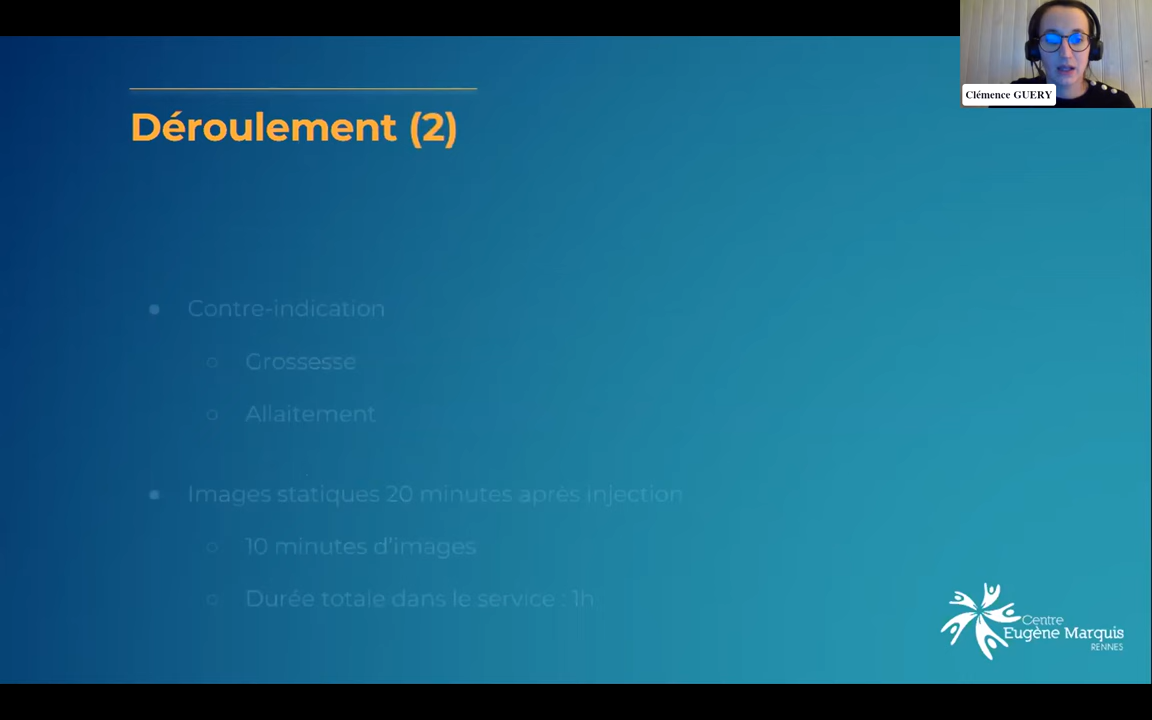 Clémence GUERY
Déroulement (2)
Contre-indication
Grossesse
Allaitement
Images statiques 20 minutes après injection
10 minutes d'images
Durée totale dans le service : 1h
Centre
Eugène Marquis
RENNES